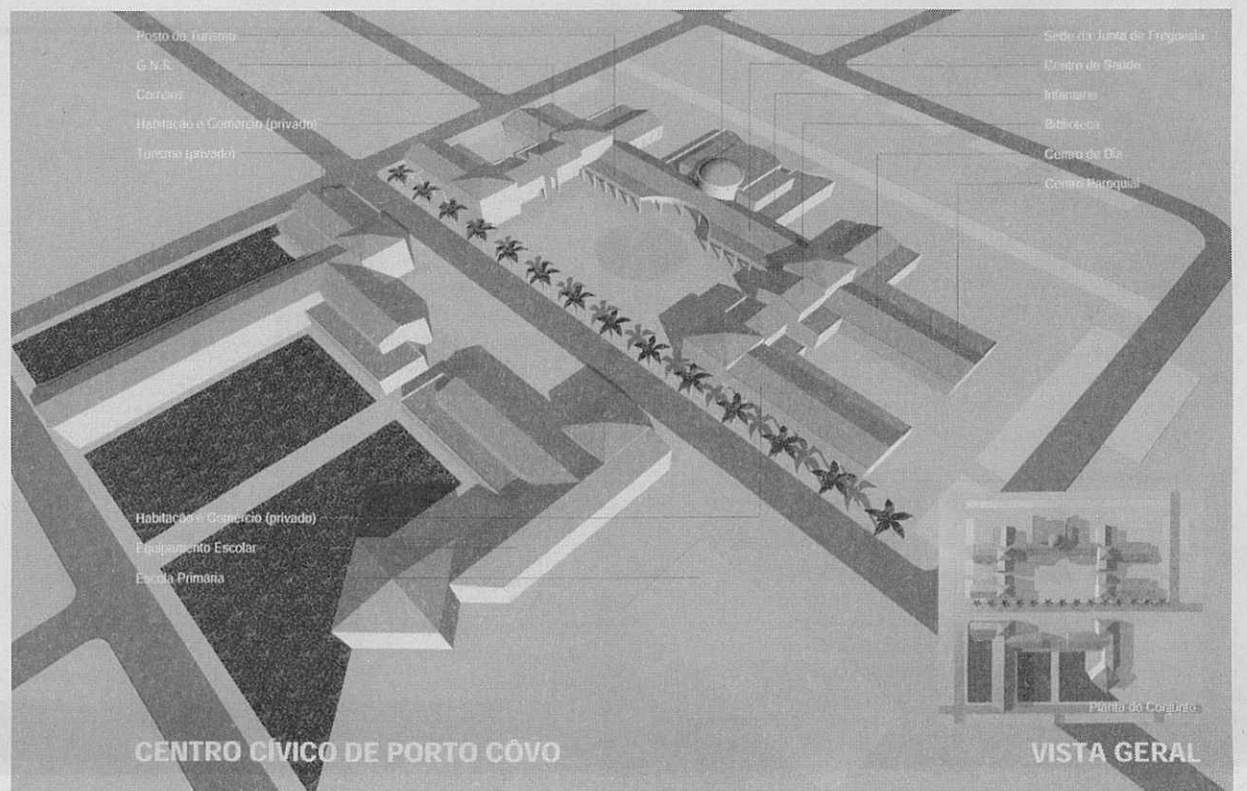 Posto de Turismo
G.N.R.
Correios
Habitação e Comércio (privado)
Turismo (privado)
Sede da Junta de Freguesia
Centro de Saúde
Infantário
Biblioteca
Centro de Dia
Centro Paroquial
Habitação e Comércio (privado)
Equipamento Escolar
Escola Primária
Planta do Conjunto
CENTRO CÍVICO DE PORTO CÔVO
VISTA GERAL